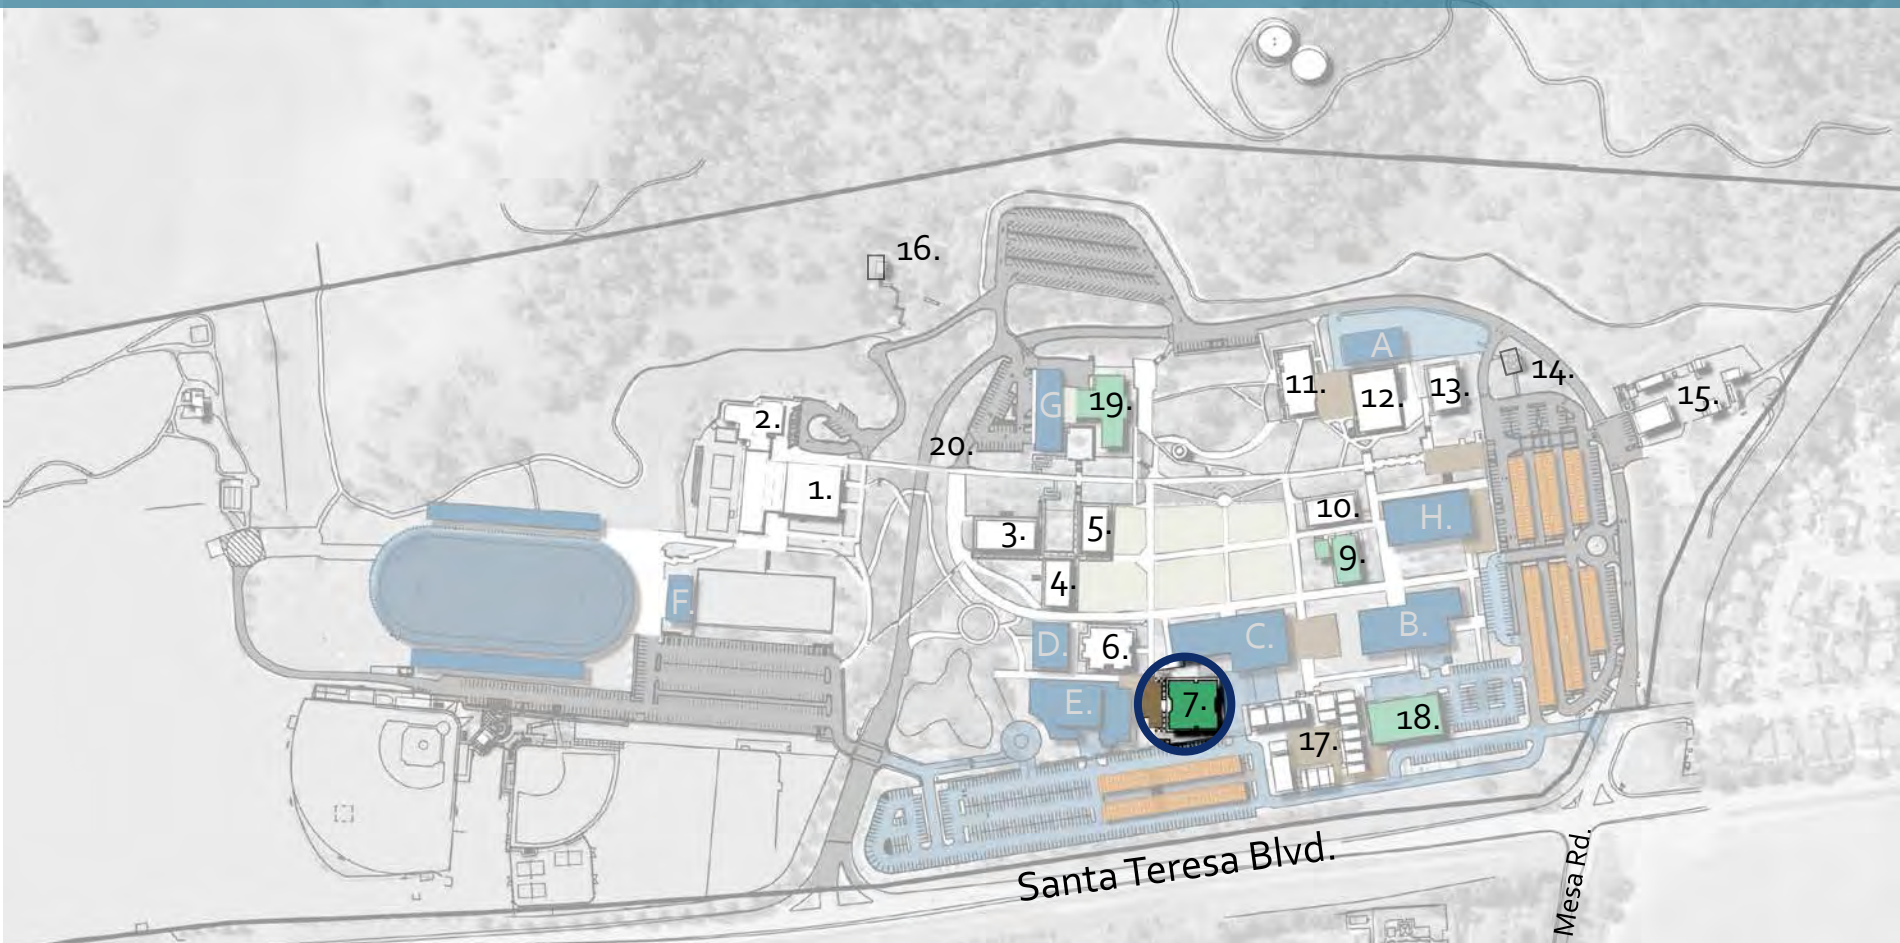 16.
A
11.
12.
13.
14.
15.
G
19.
2.
20.
1.
10.
H.
3.
5.
9.
4.
F.
D.
6.
C.
B.
E.
7.
18.
17.
Santa Teresa Blvd.
Mesa Rd.